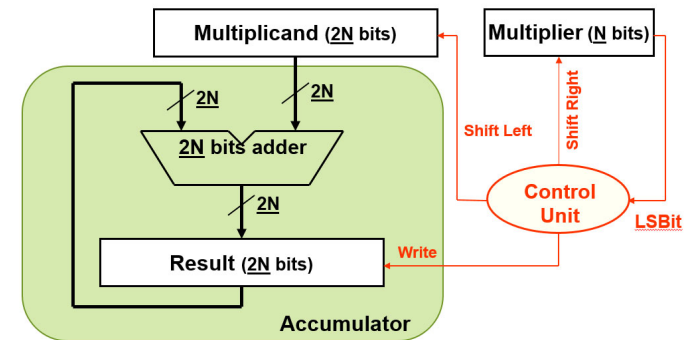 Multiplicand (2N bits)
Multiplier (N bits)
2N
2N
Shift Left
Shift Right
2N bits adder
2N
Control
Unit
LSBit
Write
Result (2N bits)
Accumulator